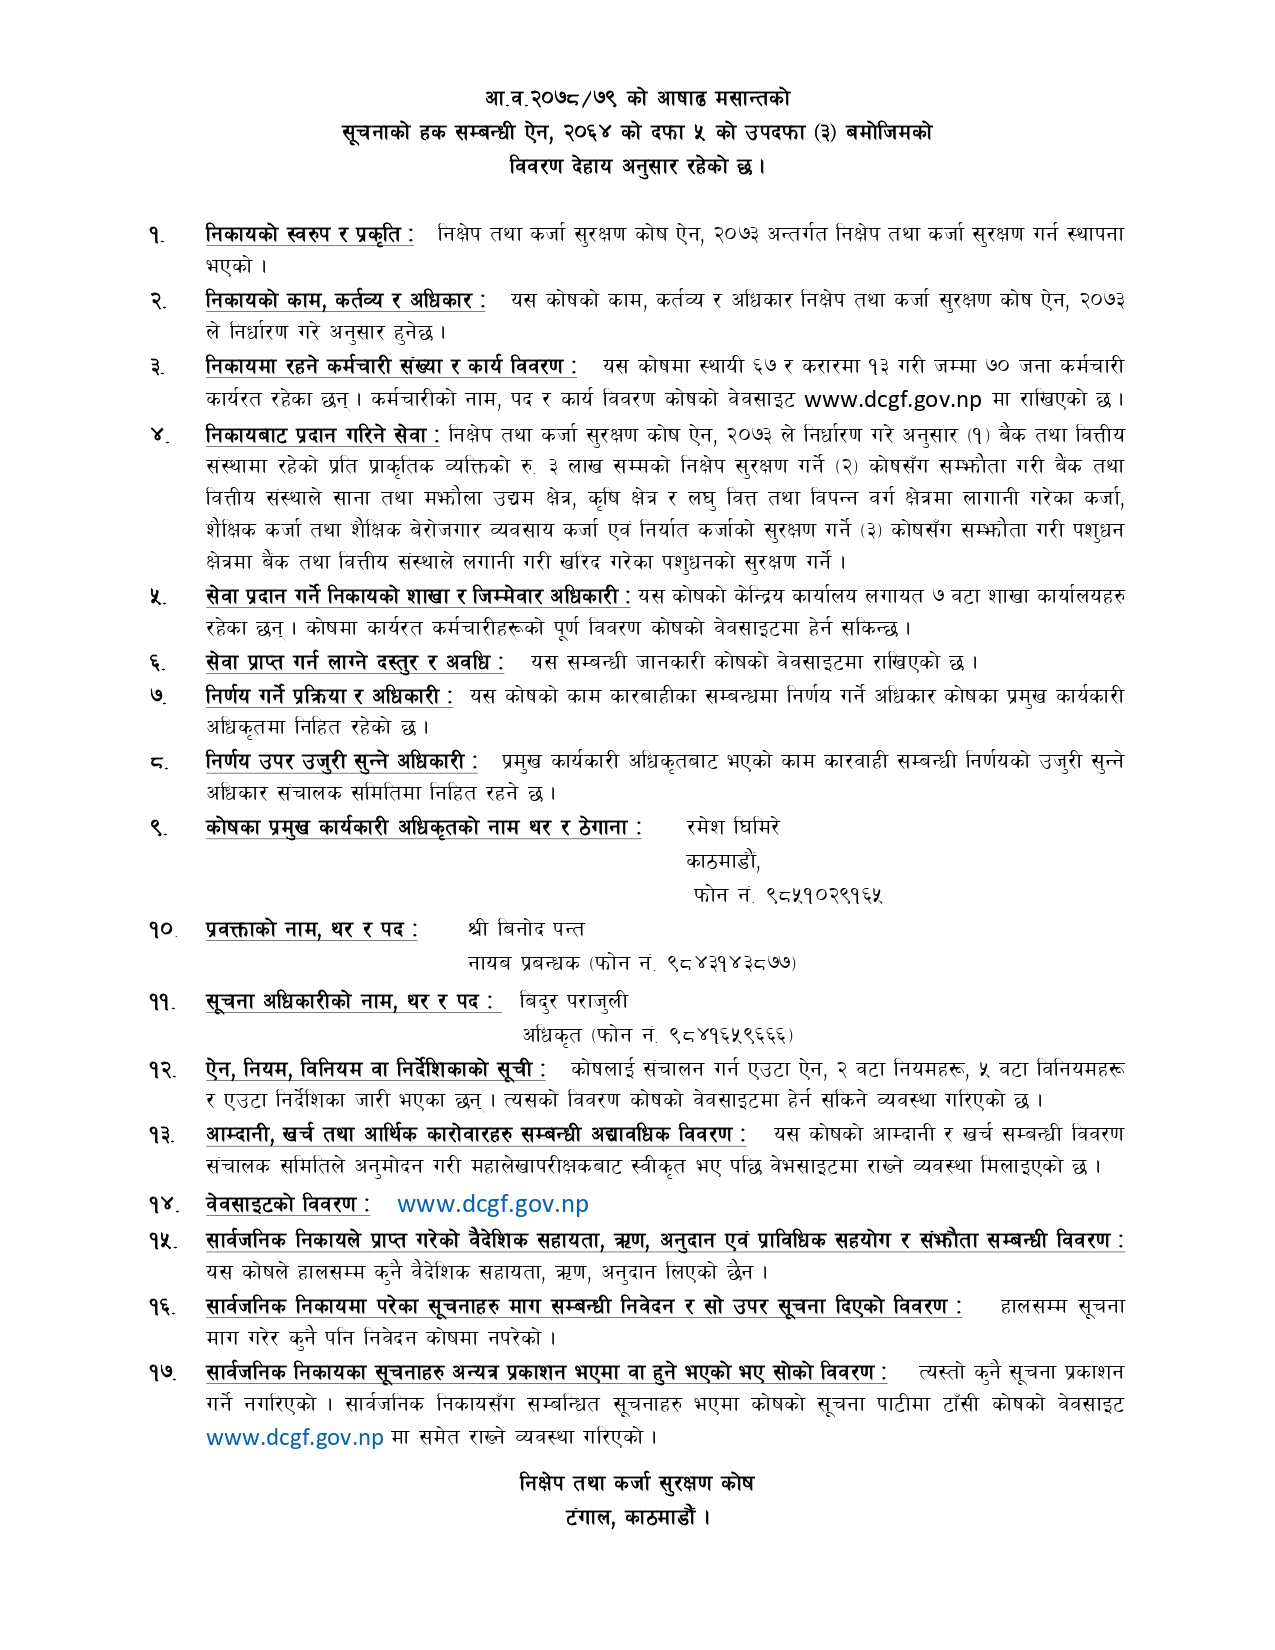 आ.व.२०७८/७९ को आषाढ मसान्तको
सूचनाको हक सम्बन्धी ऐन, २०६४ को दफा ५ को उपदफा (३) बमोजिमको
विवरण देहाय अनुसार रहेको छ ।
१. निकायको स्वरुप र प्रकृति : निक्षेप तथा कर्जा सुरक्षण कोष ऐन, २०७३ अन्तर्गत निक्षेप तथा कर्जा सुरक्षण गर्न स्थापना
भएको ।
२. निकायको काम, कर्तव्य र अधिकार : यस कोषको काम, कर्तव्य र अधिकार निक्षेप तथा कर्जा सुरक्षण कोष ऐन, २०७३
ले निर्धारण गरे अनुसार हुनेछ ।
३. निकायमा रहने कर्मचारी संख्या र कार्य विवरण : यस कोषमा स्थायी ६७ र करारमा १३ गरी जम्मा ७० जना कर्मचारी
कार्यरत रहेका छन् । कर्मचारीको नाम, पद र कार्य विवरण कोषको वेवसाइट www.dcgf.gov.np मा राखिएको छ ।
४. निकायबाट प्रदान गरिने सेवा : निक्षेप तथा कर्जा सुरक्षण कोष ऐन, २०७३ ले निर्धारण गरे अनुसार (१) बैंक तथा वित्तीय
संस्थामा रहेको प्रति प्राकृतिक व्यक्तिको रु. ३ लाख सम्मको निक्षेप सुरक्षण गर्ने (२) कोषसँग सम्झौता गरी बैंक तथा
वित्तीय संस्थाले साना तथा मझौला उद्यम क्षेत्र, कृषि क्षेत्र र लघु वित्त तथा विपन्न वर्ग क्षेत्रमा लागानी गरेका कर्जा,
शैक्षिक कर्जा तथा शैक्षिक बेरोजगार व्यवसाय कर्जा एवं निर्यात कर्जाको सुरक्षण गर्ने (३) कोषसँग सम्झौता गरी पशुधन
क्षेत्रमा बैंक तथा वित्तीय संस्थाले लगानी गरी खरिद गरेका पशुधनको सुरक्षण गर्ने ।
५. सेवा प्रदान गर्ने निकायको शाखा र जिम्मेवार अधिकारी : यस कोषको केन्द्रिय कार्यालय लगायत ७ वटा शाखा कार्यालयहरु
रहेका छन् । कोषमा कार्यरत कर्मचारीहरूको पूर्ण विवरण कोषको वेवसाइटमा हेर्न सकिन्छ ।
६. सेवा प्राप्त गर्न लाग्ने दस्तुर र अवधि : यस सम्बन्धी जानकारी कोषको वेवसाइटमा राखिएको छ ।
७. निर्णय गर्ने प्रक्रिया र अधिकारी : यस कोषको काम कारबाहीका सम्बन्धमा निर्णय गर्ने अधिकार कोषका प्रमुख कार्यकारी
अधिकृतमा निहित रहेको छ ।
८. निर्णय उपर उजुरी सुन्ने अधिकारी : प्रमुख कार्यकारी अधिकृतबाट भएको काम कारवाही सम्बन्धी निर्णयको उजुरी सुन्ने
अधिकार संचालक समितिमा निहित रहने छ ।
९. कोषका प्रमुख कार्यकारी अधिकृतको नाम थर र ठेगाना : रमेश घिमिरे
काठमाडौं,
फोन नं. ९८५१०२९१६५
१०. प्रवक्ताको नाम, थर र पद : श्री बिनोद पन्त
नायब प्रबन्धक (फोन नं. ९८४३१४३८७७)
११. सूचना अधिकारीको नाम, थर र पद : बिदुर पराजुली
अधिकृत (फोन नं. ९८४१६५९६६६)
१२. ऐन, नियम, विनियम वा निर्देशिकाको सूची : कोषलाई संचालन गर्न एउटा ऐन, २ वटा नियमहरू, ५ वटा विनियमहरू
र एउटा निर्देशिका जारी भएका छन् । त्यसको विवरण कोषको वेवसाइटमा हेर्न सकिने व्यवस्था गरिएको छ ।
१३. आम्दानी, खर्च तथा आर्थिक कारोवारहरु सम्बन्धी अद्यावधिक विवरण : यस कोषको आम्दानी र खर्च सम्बन्धी विवरण
संचालक समितिले अनुमोदन गरी महालेखापरीक्षकबाट स्वीकृत भए पछि वेभसाइटमा राख्ने व्यवस्था मिलाइएको छ ।
१४. वेवसाइटको विवरण : www.dcgf.gov.np
१५. सार्वजनिक निकायले प्राप्त गरेको वैदेशिक सहायता, ऋण, अनुदान एवं प्राविधिक सहयोग र संझौता सम्बन्धी विवरण :
यस कोषले हालसम्म कुनै वैदेशिक सहायता, ऋण, अनुदान लिएको छैन ।
१६. सार्वजनिक निकायमा परेका सूचनाहरु माग सम्बन्धी निवेदन र सो उपर सूचना दिएको विवरण : हालसम्म सूचना
माग गरेर कुनै पनि निवेदन कोषमा नपरेको ।
१७. सार्वजनिक निकायका सूचनाहरु अन्यत्र प्रकाशन भएमा वा हुने भएको भए सोको विवरण : त्यस्तो कुनै सूचना प्रकाशन
गर्ने नगरिएको । सार्वजनिक निकायसँग सम्बन्धित सूचनाहरु भएमा कोषको सूचना पाटीमा टाँसी कोषको वेवसाइट
www.dcgf.gov.np मा समेत राख्ने व्यवस्था गरिएको ।
निक्षेप तथा कर्जा सुरक्षण कोष
टंगाल, काठमाडौं ।